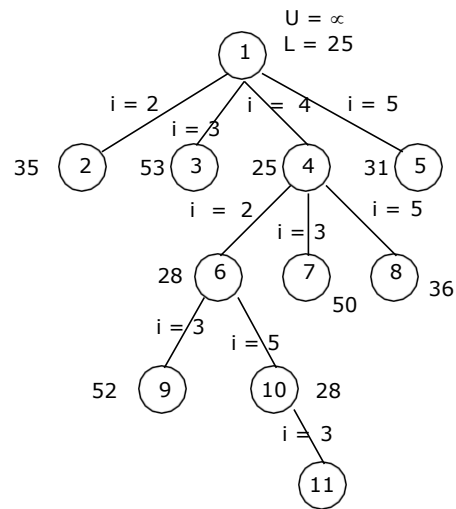 U = ∝
L = 25
1
i = 2
i = 3
i = 4
i = 5
35
2
53
3
25
4
31
5
i = 2
i = 3
i = 5
28
6
7
50
8
36
i = 3
i = 5
52
9
10
28
i = 3
11